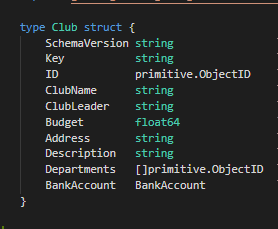 type Club struct {
SchemaVersion string
Key string
ID primitive.ObjectID
ClubName string
ClubLeader string
Budget float64
Address string
Description string
Departments []primitive.ObjectID
BankAccount BankAccount
}